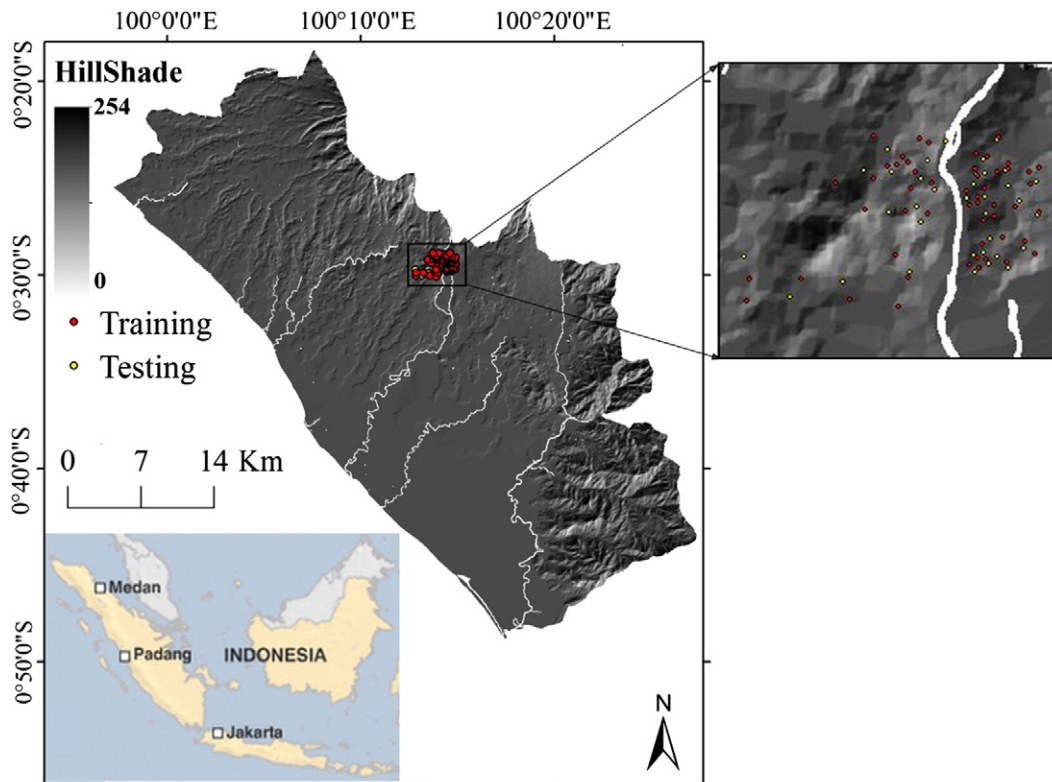 100°0'0"E 100°10'0"E 100°20'0"E
0°20'0"S
0°30'0"S
0°40'0"S
0°50'0"S
HillShade
254
0
Training
Testing
0 7 14 Km
Medan
Padang
INDONESIA
Jakarta
N